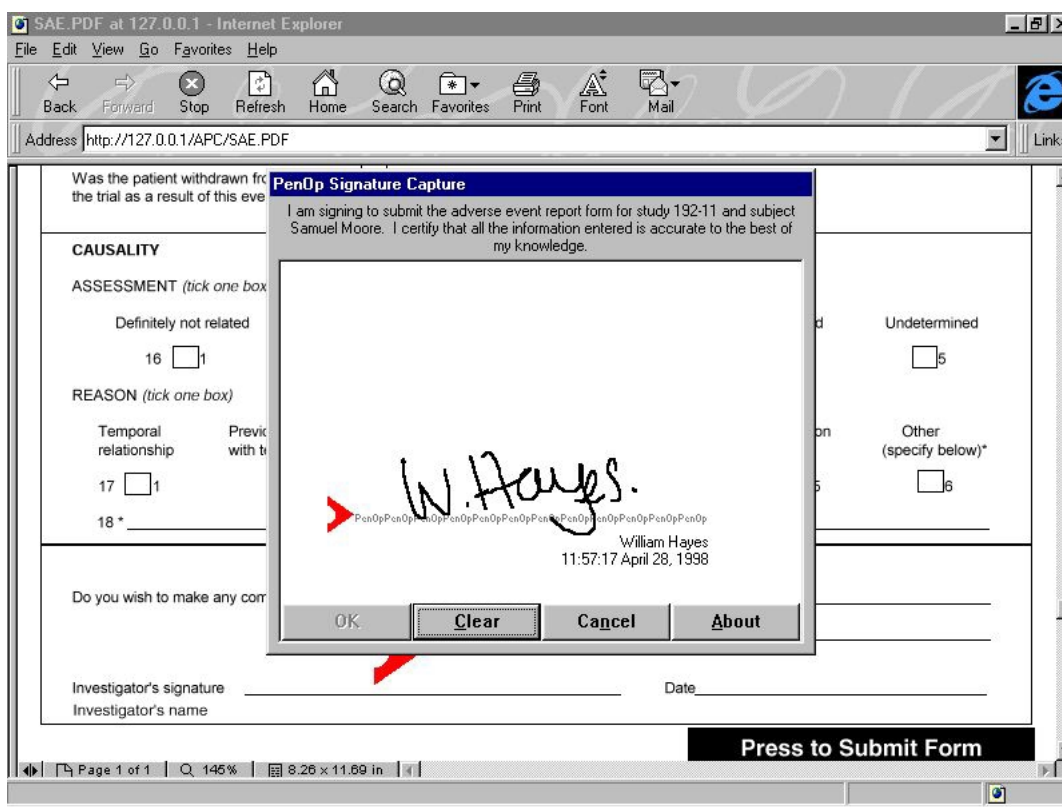 SAE.PDF at 127.0.0.1 - Internet Explorer
File Edit View Go Favorites Help
Back Forward Stop Refresh Home Search Favorites Print Font Mail
Address http://127.0.0.1/APC/SAE.PDF Link
Was the patient withdrawn fro
the trial as a result of this eve
PenOp Signature Capture
I am signing to submit the adverse event report form for study 192-11 and subject
Samuel Moore. I certify that all the information entered is accurate to the best of
my knowledge.
CAUSALITY
ASSESSMENT (tick one box
Definitely not related d Undetermined
16 1 5
REASON (tick one box)
Temporal Previo on Other
relationship with te (specify below)*
17 1 5 6
18 *
W. Hayes.
PenOpPenOpPenOpPenOpPenOpPenOpPenOpPenOpPenOpPenOpPenOpPenOp
William Hayes
11:57:17 April 28, 1998
Do you wish to make any com
OK Clear Cancel About
Investigator's signature Date
Investigator's name
Press to Submit Form
Page 1 of 1 145% 8.26 x 11.69 in